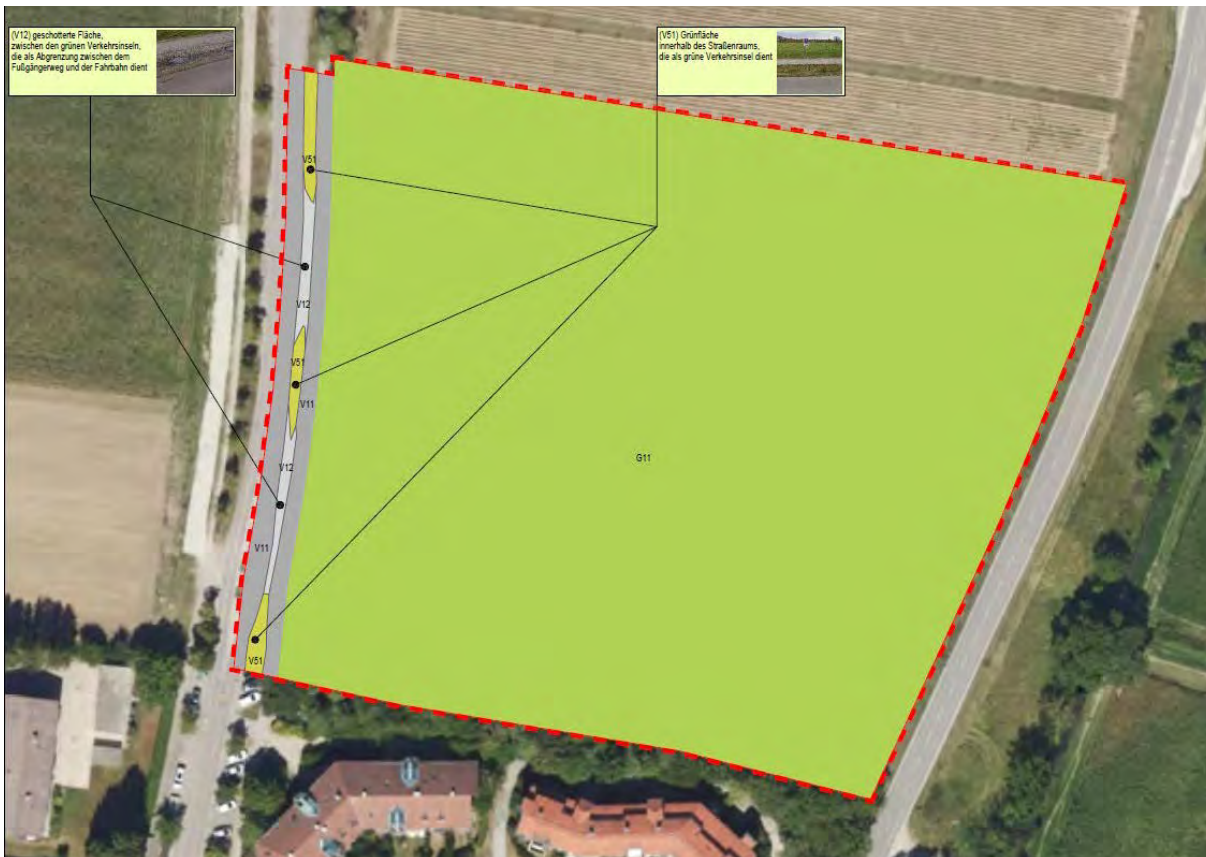 (V12) geschotterte Fläche,
zwischen den grünen Verkehrsinseln,
die als Abgrenzung zwischen dem
Fußgängerweg und der Fahrbahn dient
(V51) Grünfläche
innerhalb des Straßenraums,
die als grüne Verkehrsinsel dient
V51
V12
V51
V11
G11
V12
V11
V51